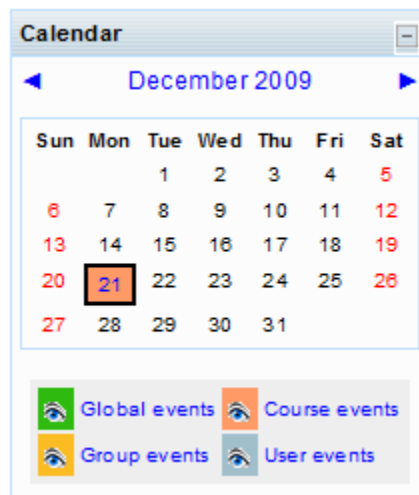 Calendar
December 2009
Sun Mon Tue Wed Thu Fri Sat
1 2 3 4 5
6 7 8 9 10 11 12
13 14 15 16 17 18 19
20 21 22 23 24 25 26
27 28 29 30 31
Global events Course events
Group events User events